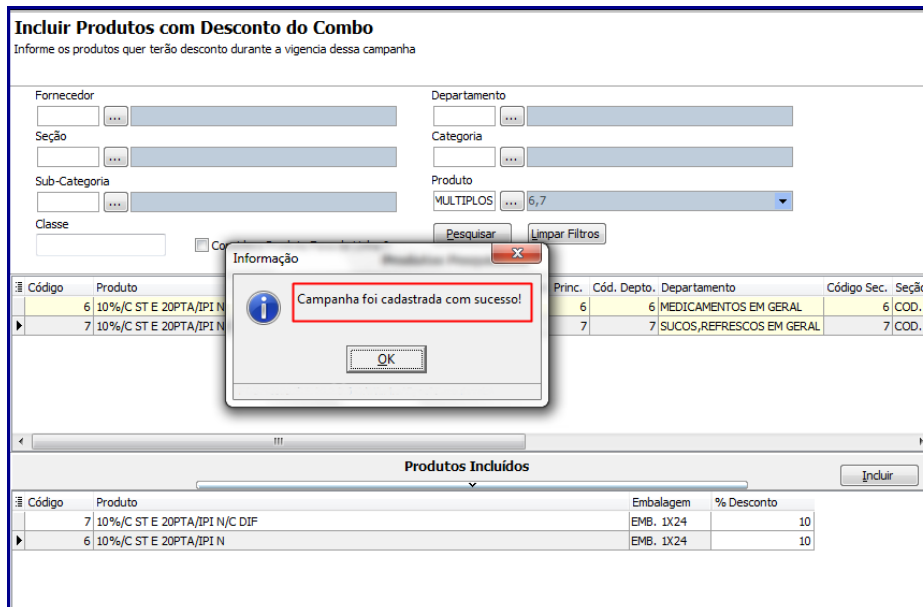 Incluir Produtos com Desconto do Combo
Informe os produtos quer terão desconto durante a vigencia dessa campanha
Fornecedor Departamento
... ...
Seção Categoria
... ...
Sub-Categoria Produto
... MULTIPLOS ... 6,7
Classe
Pesquisar Limpar Filtros
Informação
Campanha foi cadastrada com sucesso!
OK
Código Produto Princ. Cód. Depto. Departamento Código Sec. Seção
6 10%/C ST E 20PTA/IPI N 6 6 MEDICAMENTOS EM GERAL 6 COD.
7 10%/C ST E 20PTA/IPI N 7 7 SUCOS,REFRESCOS EM GERAL 7 COD.
Produtos Incluídos
Incluir
Código Produto Embalagem % Desconto
7 10%/C ST E 20PTA/IPI N/C DIF EMB. 1X24 10
6 10%/C ST E 20PTA/IPI N EMB. 1X24 10